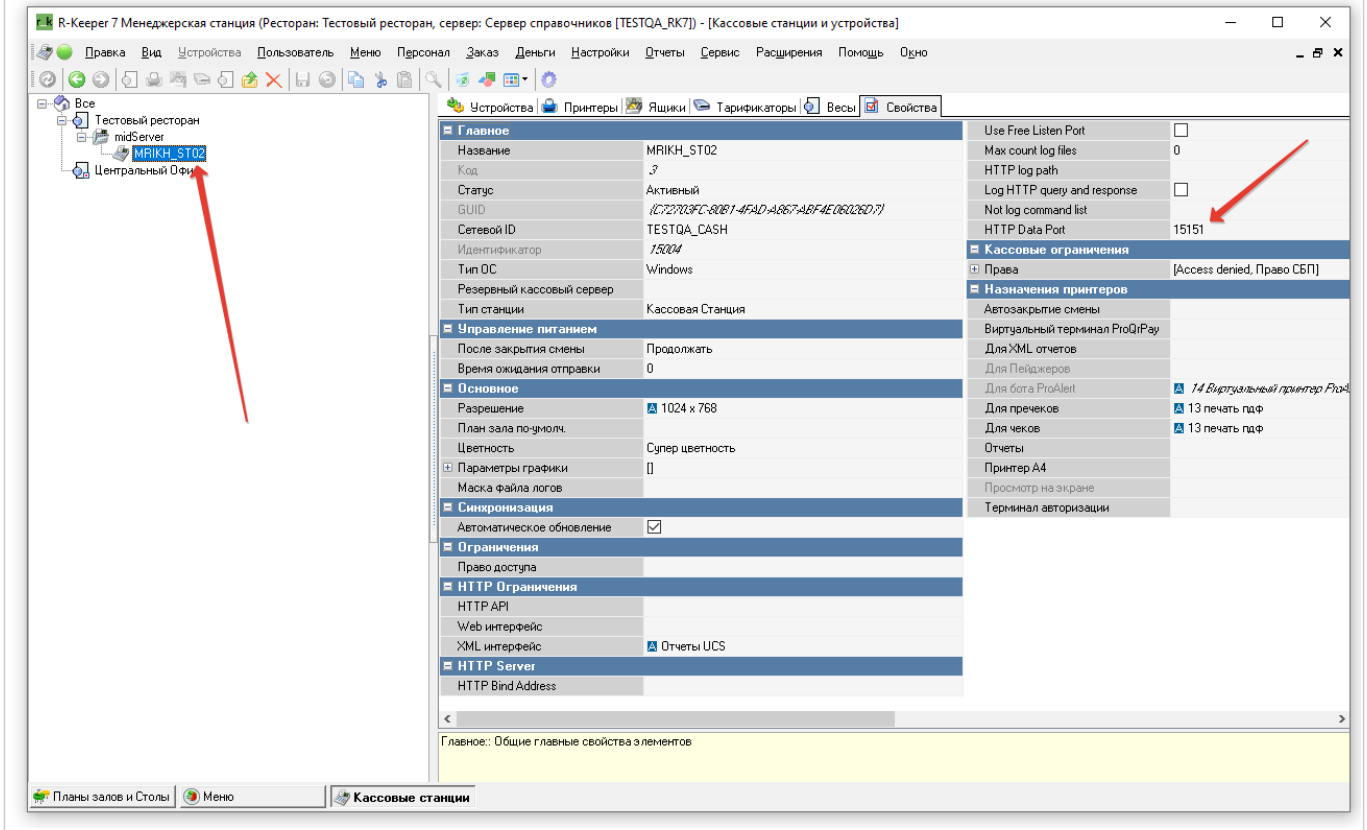 R-Keeper 7 Менеджерская станция (Ресторан: Тестовый ресторан, сервер: Сервер справочников [TESTQA_RK7]) - [Кассовые станции и устройства]
Правка Вид Устройства Пользователь Меню Персонал Заказ Деньги Настройки Отчеты Сервис Расширения Помощь Окно
Все
Тестовый ресторан
midServer
MRIKH_ST02
Центральный Офи
Устройства Принтеры Ящики Тарификаторы Весы Свойства
Главное
Название MRIKH_ST02
Код 3
Статус Активный
GUID {C72703FC-80B1-4FAD-A867-ABF4E06026D7}
Сетевой ID TESTQA_CASH
Идентификатор 15004
Тип ОС Windows
Резервный кассовый сервер
Тип станции Кассовая Станция
Управление питанием
После закрытия смены Продолжать
Время ожидания отправки 0
Основное
Разрешение 1024 x 768
План зала по-умолч.
Цветность Супер цветность
Параметры графики []
Маска файла логов
Синхронизация
Автоматическое обновление
Ограничения
Право доступа
HTTP Ограничения
HTTP API
Web интерфейс
XML интерфейс Отчеты UCS
HTTP Server
HTTP Bind Address
Use Free Listen Port
Max count log files 0
HTTP log path
Log HTTP query and response
Not log command list
HTTP Data Port 15151
Кассовые ограничения
Права [Access denied, Право СБП]
Назначения принтеров
Автозакрытие смены
Виртуальный терминал ProQrPay
Для XML отчетов
Для Пейджеров
Для бота ProAlert 14 Виртуальный принтер ProAl
Для пречеков 13 печать пдф
Для чеков 13 печать пдф
Отчеты
Принтер А4
Просмотр на экране
Терминал авторизации
Главное:: Общие главные свойства элементов
Планы залов и Столы Меню Кассовые станции